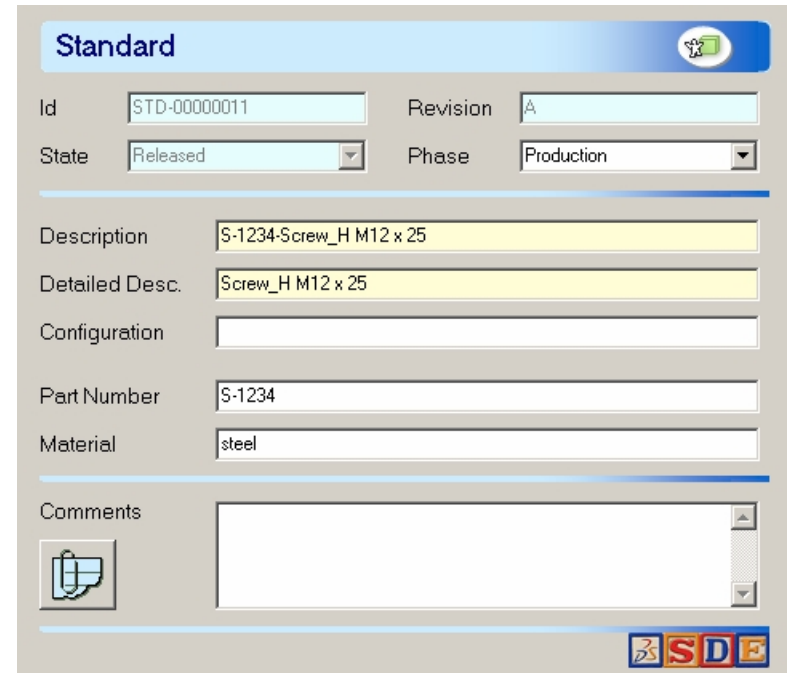 Standard
Id STD-00000011 Revision A
State Released Phase Production
Description S-1234-Screw_H M12 x 25
Detailed Desc. Screw_H M12 x 25
Configuration
Part Number S-1234
Material steel
Comments
SDE